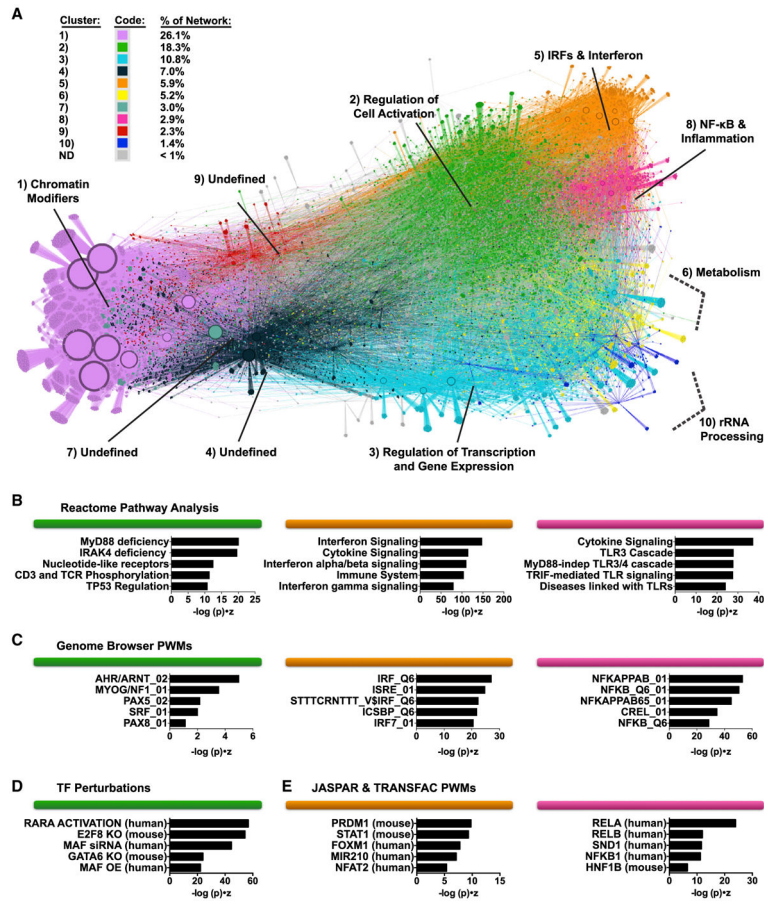 A
Cluster: Code: % of Network:
1) 26.1%
2) 18.3%
3) 10.8%
4) 7.0%
5) 5.9%
6) 5.2%
7) 3.0%
8) 2.9%
9) 2.3%
10) 1.4%
ND < 1%
5) IRFs & Interferon
2) Regulation of
Cell Activation
8) NF-κB &
Inflammation
9) Undefined
1) Chromatin
Modifiers
6) Metabolism
10) rRNA
Processing
7) Undefined
4) Undefined
3) Regulation of Transcription
and Gene Expression
B
Reactome Pathway Analysis
MyD88 deficiency
IRAK4 deficiency
Nucleotide-like receptors
CD3 and TCR Phosphorylation
TP53 Regulation
0 5 10 15 20 25
-log (p)•z
Interferon Signaling
Cytokine Signaling
Interferon alpha/beta signaling
Immune System
Interferon gamma signaling
0 50 100 150 200
-log (p)•z
Cytokine Signaling
TLR3 Cascade
MyD88-indep TLR3/4 cascade
TRIF-mediated TLR signaling
Diseases linked with TLRs
0 10 20 30 40
-log (p)•z
C
Genome Browser PWMs
AHR/ARNT_02
MYOG/NF1_01
PAX5_02
SRF_01
PAX8_01
0 2 4 6
-log (p)•z
IRF_Q6
ISRE_01
STTTCRNTTT_V$IRF_Q6
ICSBP_Q6
IRF7_01
0 10 20 30
-log (p)•z
NFKAPPAB_01
NFKB_Q6_01
NFKAPPAB65_01
CREL_01
NFKB_Q6
0 20 40 60
-log (p)•z
D
TF Perturbations
RARA ACTIVATION (human)
E2F8 KO (mouse)
MAF siRNA (human)
GATA6 KO (mouse)
MAF OE (human)
0 20 40 60
-log (p)•z
E
JASPAR & TRANSFAC PWMs
PRDM1 (mouse)
STAT1 (mouse)
FOXM1 (human)
MIR210 (human)
NFAT2 (human)
0 5 10 15
-log (p)•z
RELA (human)
RELB (human)
SND1 (human)
NFKB1 (human)
HNF1B (mouse)
0 10 20 30
-log (p)•z